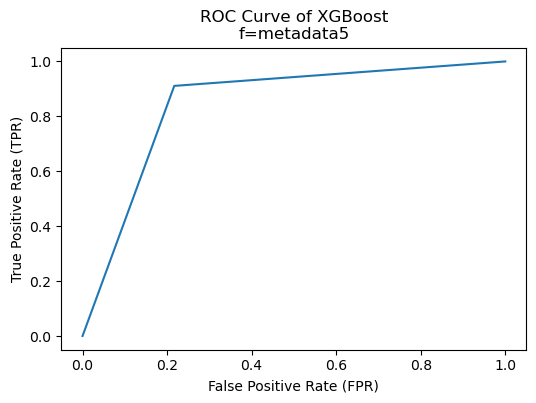 ROC Curve of XGBoost
f=metadata5
True Positive Rate (TPR)
1.0
0.8
0.6
0.4
0.2
0.0
0.0 0.2 0.4 0.6 0.8 1.0
False Positive Rate (FPR)